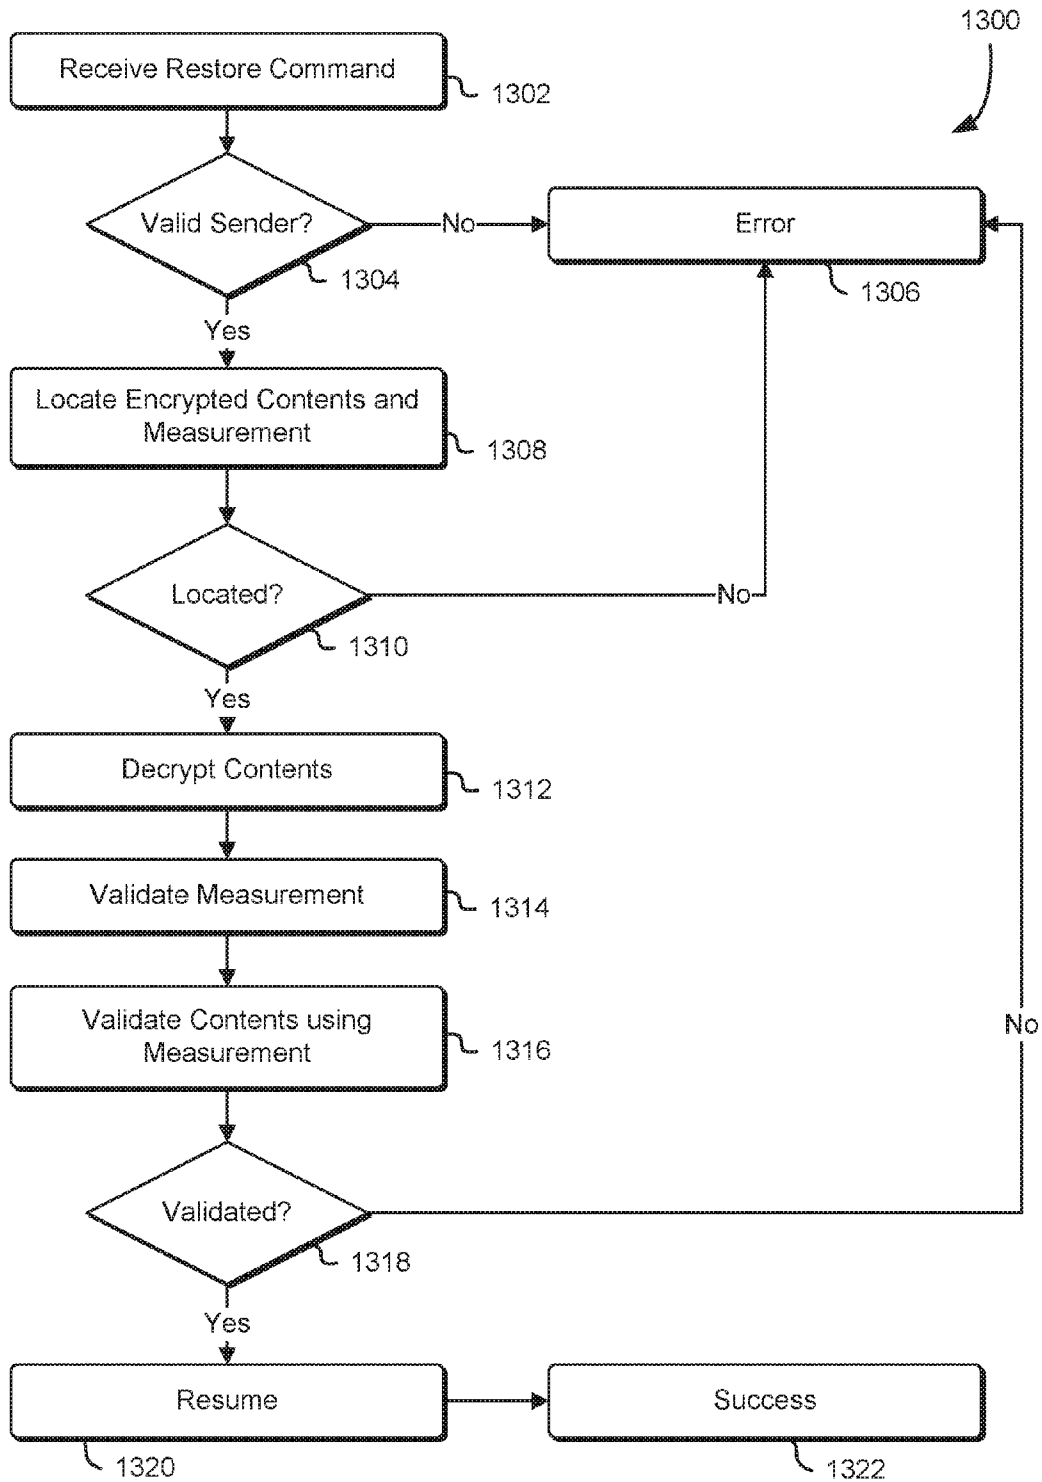 1300
Receive Restore Command
1302
Valid Sender?
No
Error
1304
1306
Yes
Locate Encrypted Contents and
Measurement
1308
Located?
No
1310
Yes
Decrypt Contents
1312
Validate Measurement
1314
Validate Contents using
Measurement
1316
No
Validated?
1318
Yes
Resume
Success
1320
1322